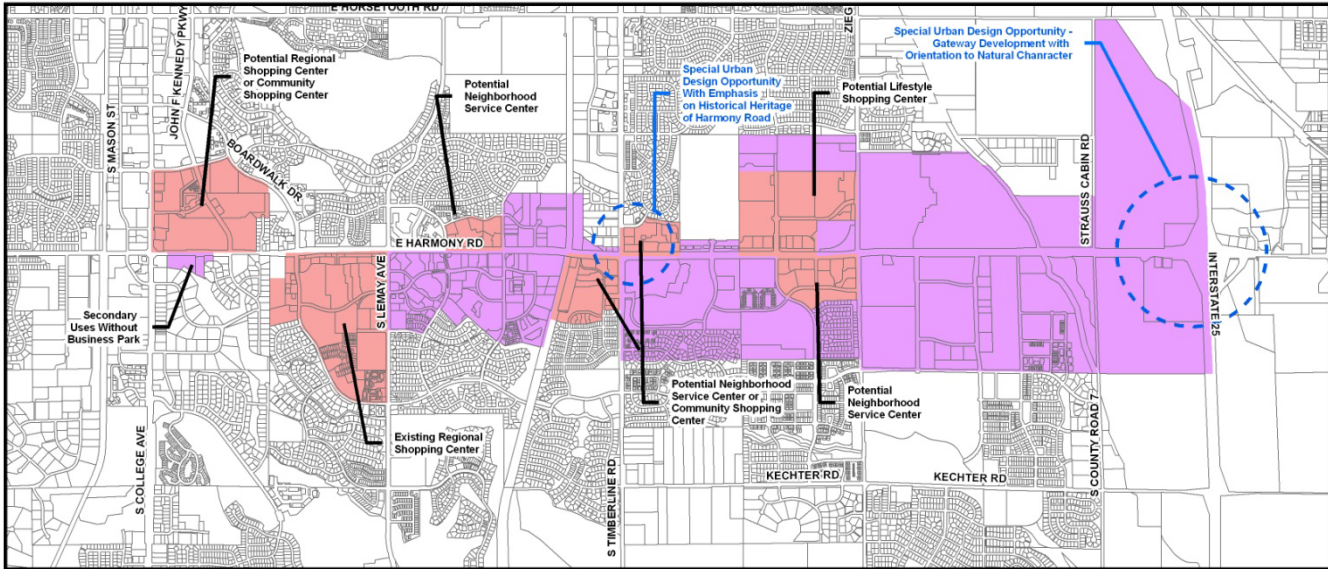 E HORSETOOTH RD
JOHN F KENNEDY PKWY
ZIEG
S MASON ST
Potential Regional
Shopping Center
or Community
Shopping Center
Potential
Neighborhood
Service Center
Special Urban
Design Opportunity
With Emphasis
on Historical Heritage
of Harmony Road
Potential Lifestyle
Shopping Center
Special Urban Design Opportunity -
Gateway Development with
Orientation to Natural Chanracter
BOARDWALK DR
STRAUSS CABIN RD
E HARMONY RD
S LEMAY AVE
INTERSTATE 25
Secondary
Uses Without
Business Park
Existing Regional
Shopping Center
Potential Neighborhood
Service Center or
Community Shopping
Center
Potential
Neighborhood
Service Center
S COLLEGE AVE
S TIMBERLINE RD
KECHTER RD
KECHTER RD
S COUNTY ROAD 7